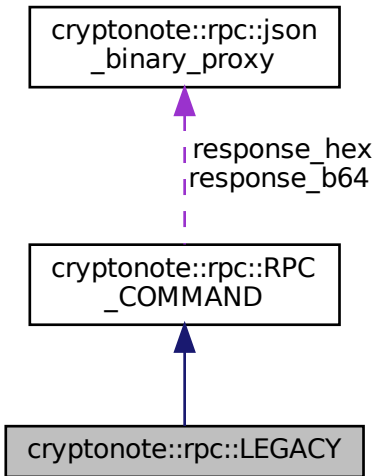 cryptonote::rpc::json
_binary_proxy
response_hex
response_b64
cryptonote::rpc::RPC
_COMMAND
cryptonote::rpc::LEGACY